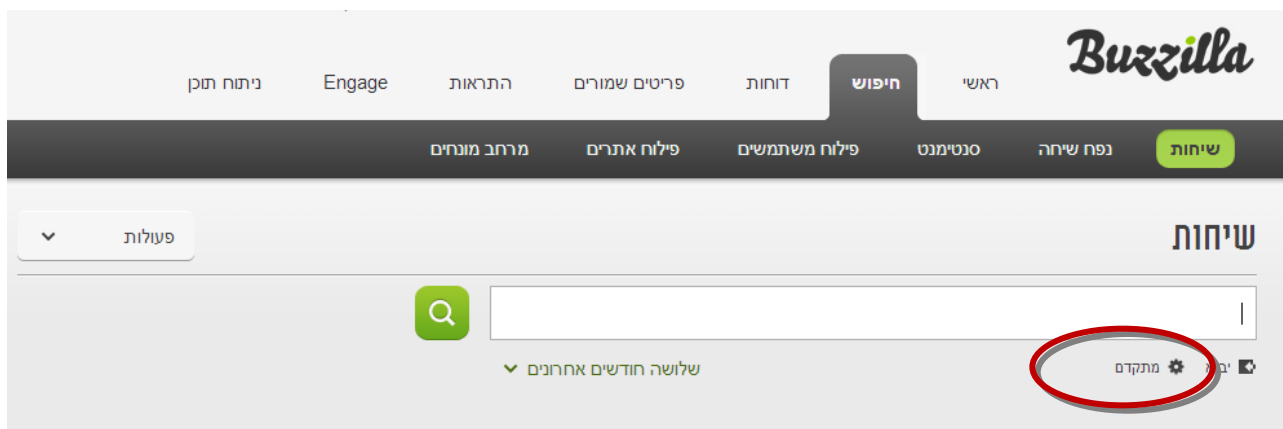 Buzzilla
ראשי חיפוש דוחות פריטים שמורים התראות Engage ניתוח תוכן
שיחות נפח שיחה סנטימנט פילוח משתמשים פילוח אתרים מרחב מונחים
שיחות
פעולות
מתקדם
שלושה חודשים אחרונים